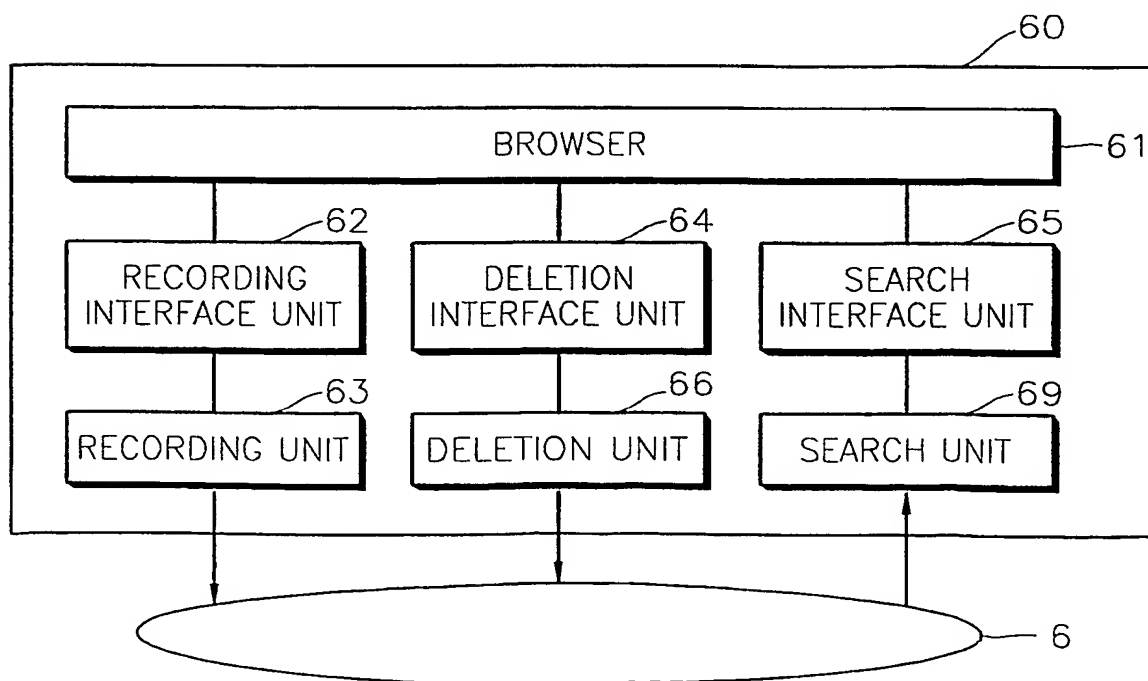 60
BROWSER
61
62
64
65
RECORDING
INTERFACE UNIT
DELETION
INTERFACE UNIT
SEARCH
INTERFACE UNIT
63
66
69
RECORDING UNIT
DELETION UNIT
SEARCH UNIT
6